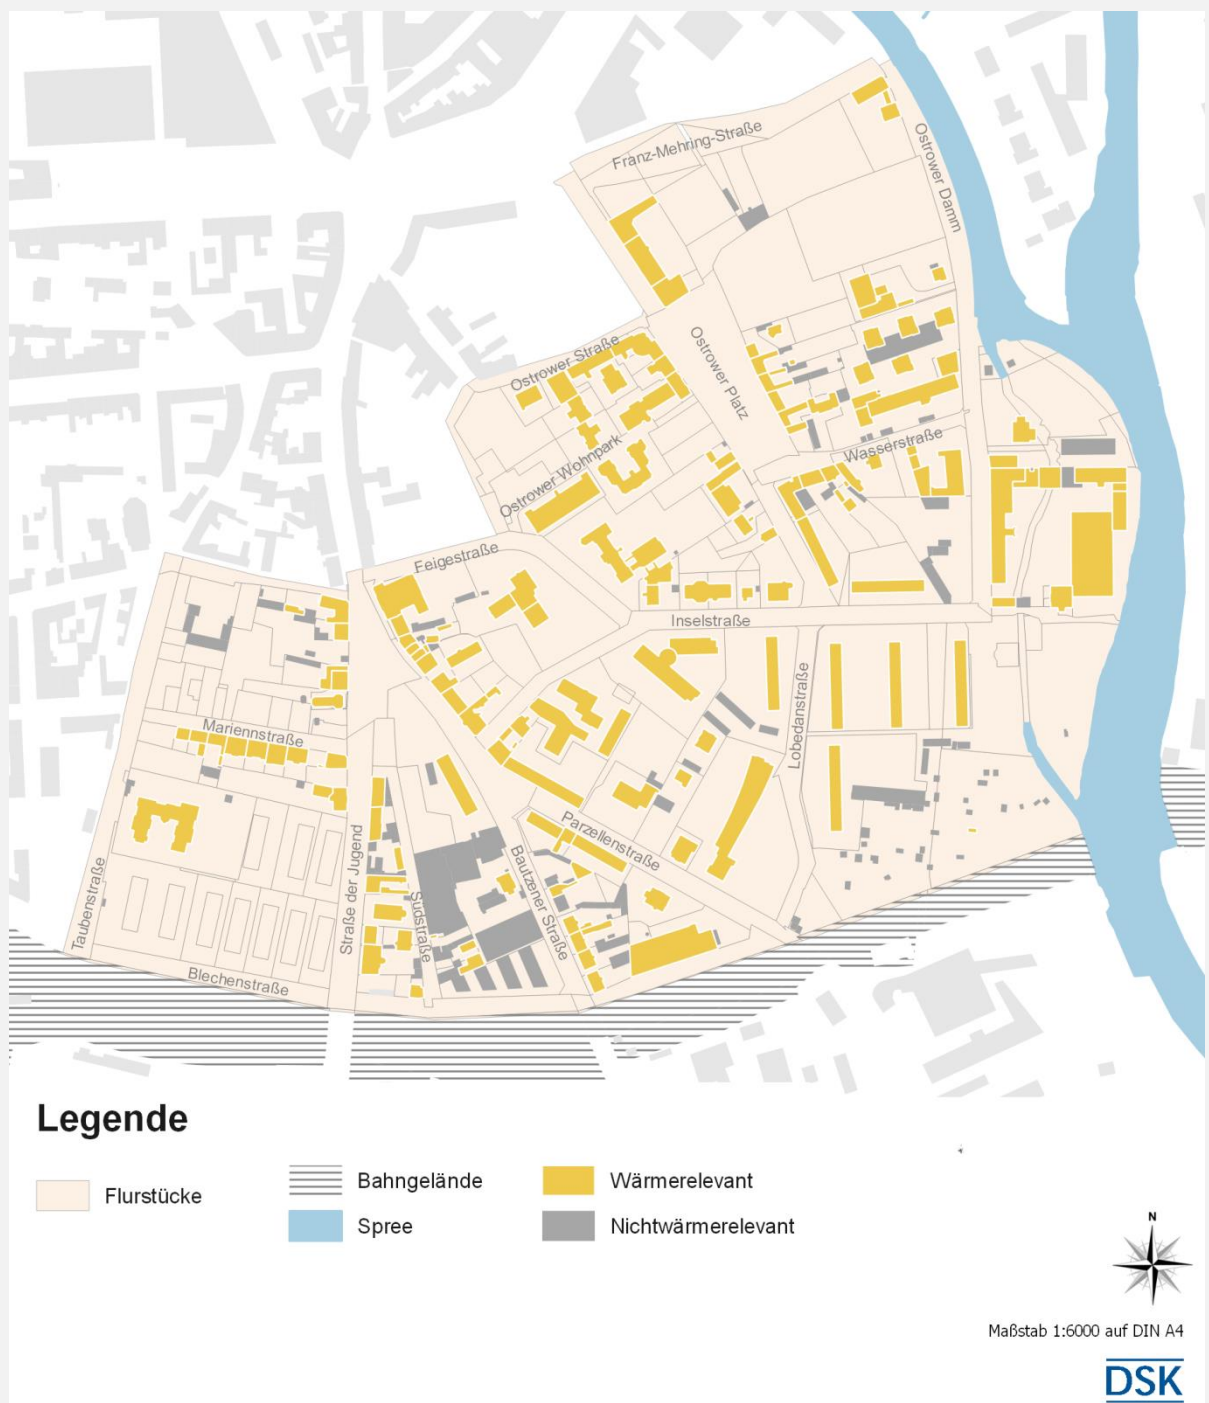 Franz-Mehring-Straße
Ostrower Damm
Ostrower Straße
Ostrower Platz
Ostrower Wohnpark
Wasserstraße
Feigestraße
Inselstraße
Mariennstraße
Lobedanstraße
Parzellenstraße
Taubenstraße
Straße der Jugend
Südstraße
Bautzener Straße
Blechenstraße
Legende
Flurstücke
Bahngelände
Spree
Wärmerelevant
Nichtwärmerelevant
N
Maßstab 1:6000 auf DIN A4
DSK